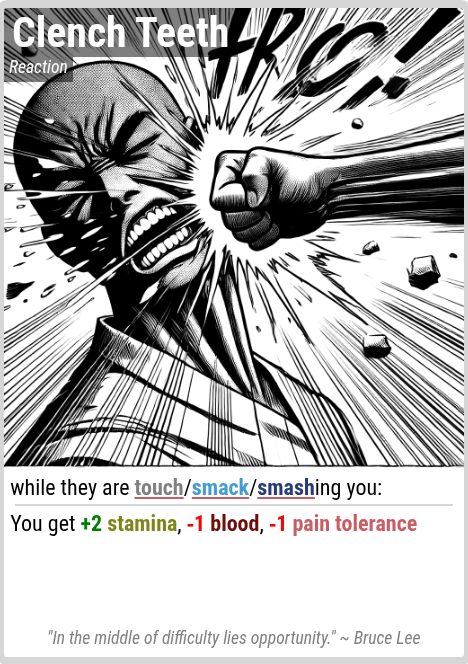 Clench Teeth
Reaction
while they are touch/smack/smashing you:
You get +2 stamina, -1 blood, -1 pain tolerance
"In the middle of difficulty lies opportunity." ~ Bruce Lee